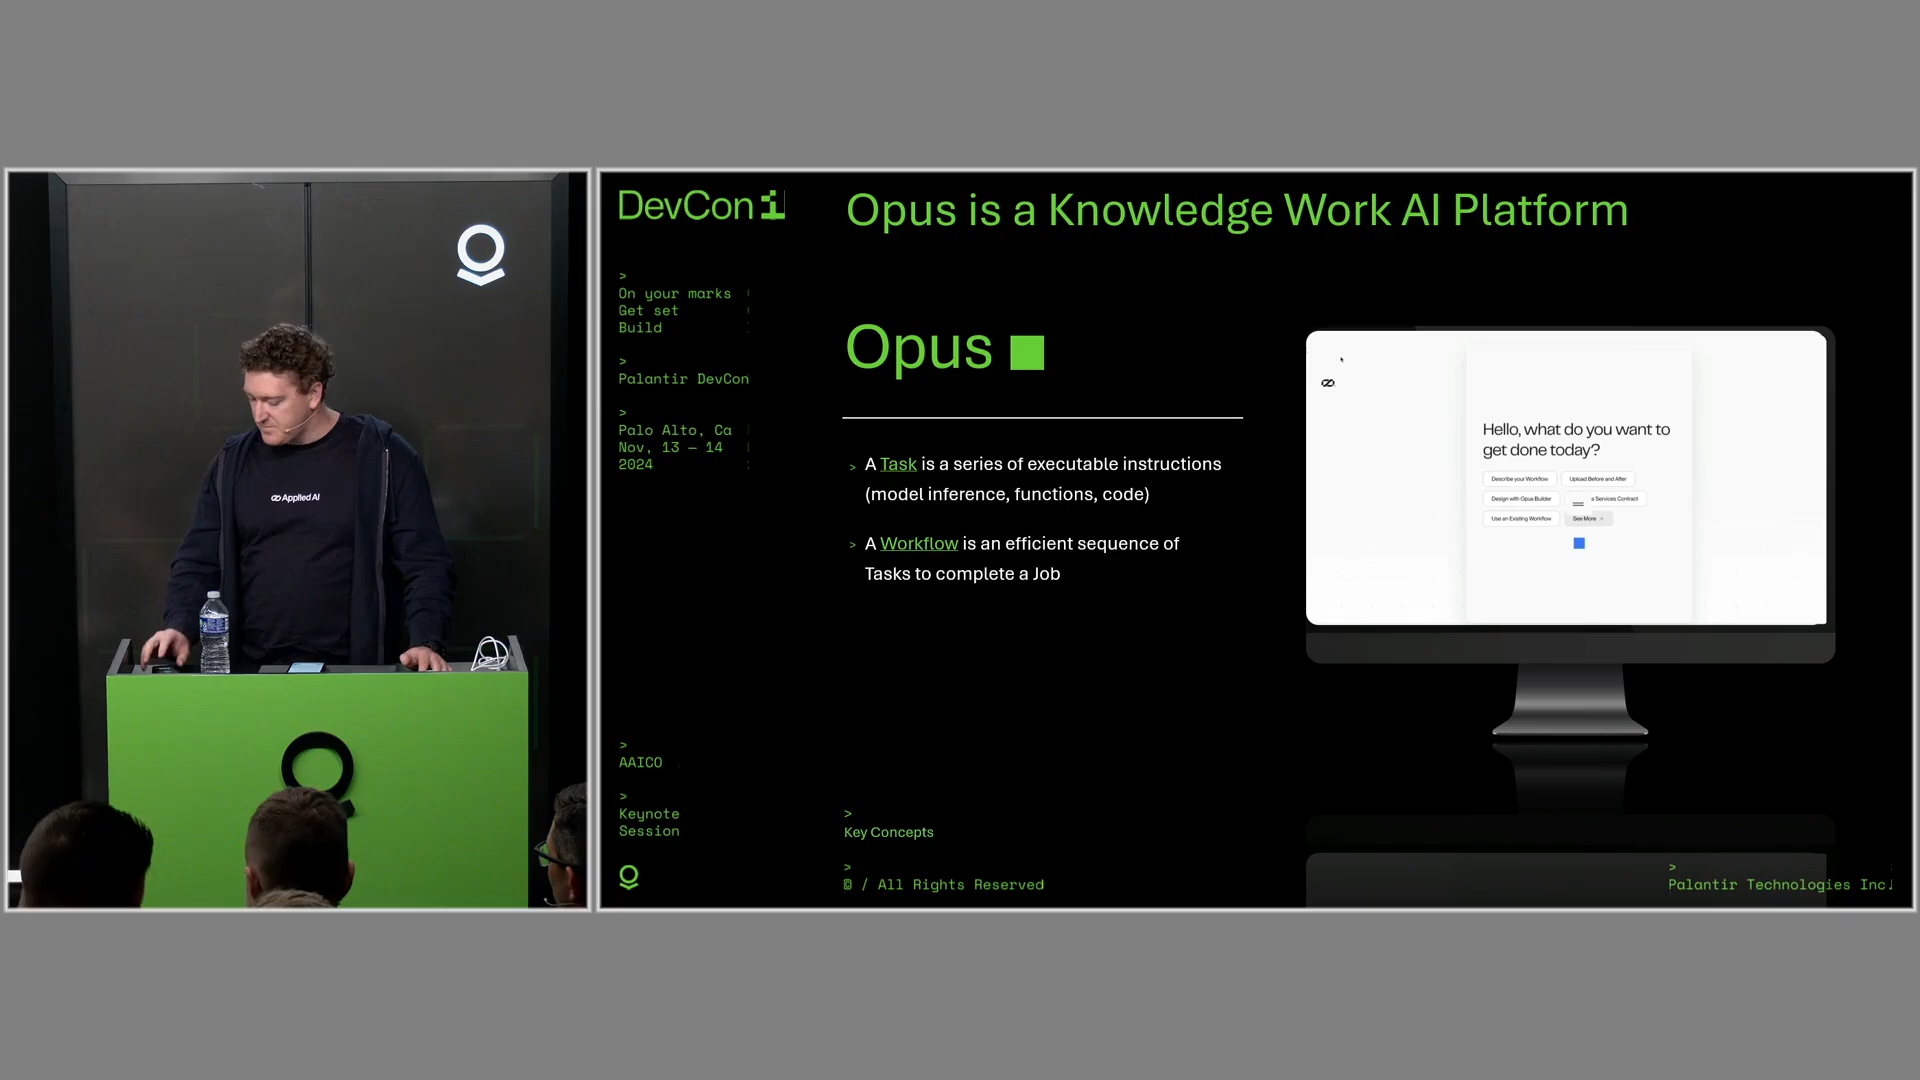 Applied AI
DevCon 1
Opus is a Knowledge Work AI Platform
>
On your marks
Get set
Build
>
Palantir DevCon
>
Palo Alto, Ca
Nov, 13 — 14
2024
Opus
> A Task is a series of executable instructions
(model inference, functions, code)
> A Workflow is an efficient sequence of
Tasks to complete a Job
Hello, what do you want to
get done today?
Describe your Workflow
Upload Before and After
Design with Opus Builder
a Services Contract
Use an Existing Workflow
See More +
>
AAICO
>
Keynote
Session
>
Key Concepts
>
© / All Rights Reserved
>
Palantir Technologies Inc.